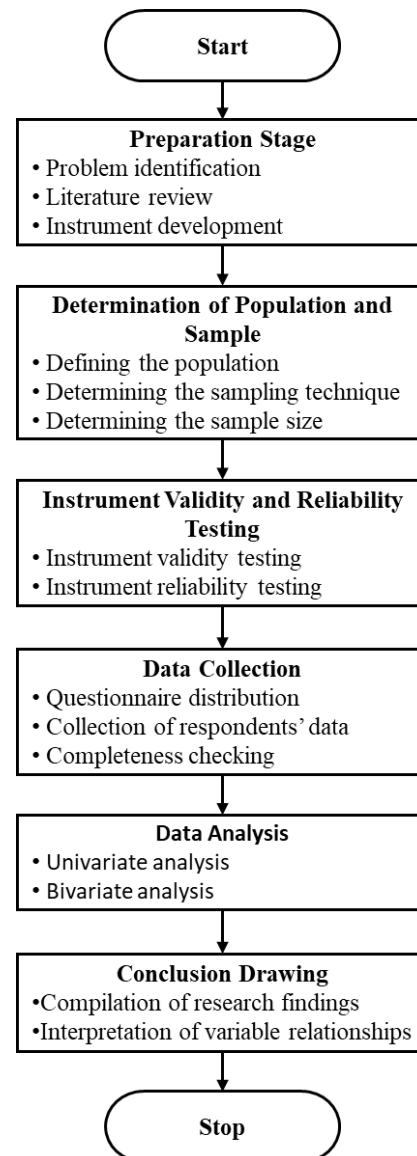 Start
Preparation Stage
• Problem identification
• Literature review
• Instrument development
Determination of Population and
Sample
• Defining the population
• Determining the sampling technique
• Determining the sample size
Instrument Validity and Reliability
Testing
• Instrument validity testing
• Instrument reliability testing
Data Collection
• Questionnaire distribution
• Collection of respondents’ data
• Completeness checking
Data Analysis
• Univariate analysis
• Bivariate analysis
Conclusion Drawing
•Compilation of research findings
•Interpretation of variable relationships
Stop